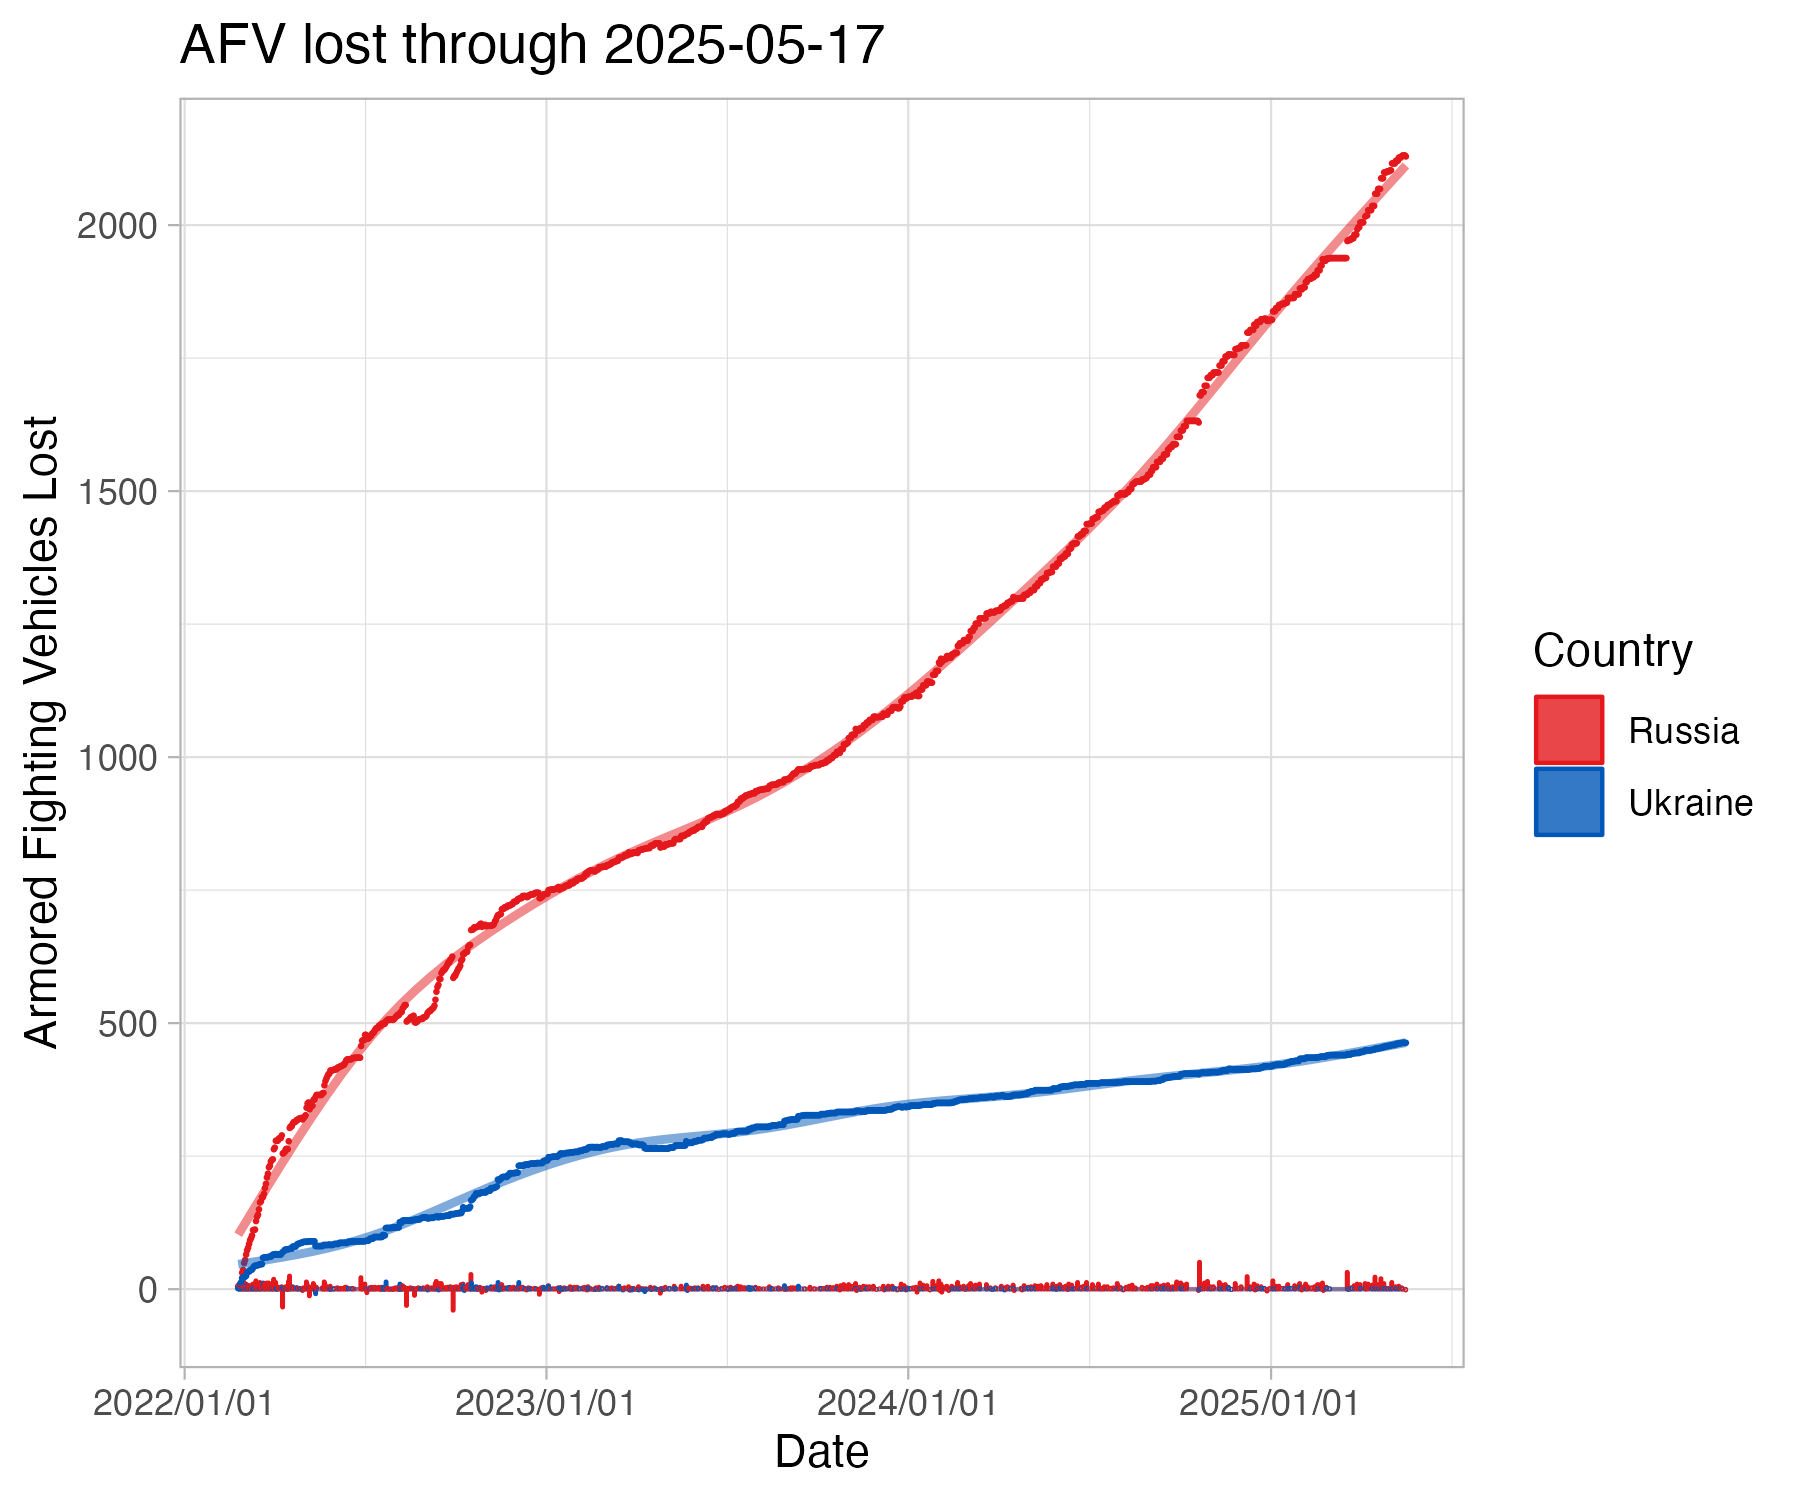 AFV lost through 2025-05-17
Armored Fighting Vehicles Lost
2000
1500
1000
500
0
2022/01/01
2023/01/01
2024/01/01
2025/01/01
Date
Country
Russia
Ukraine